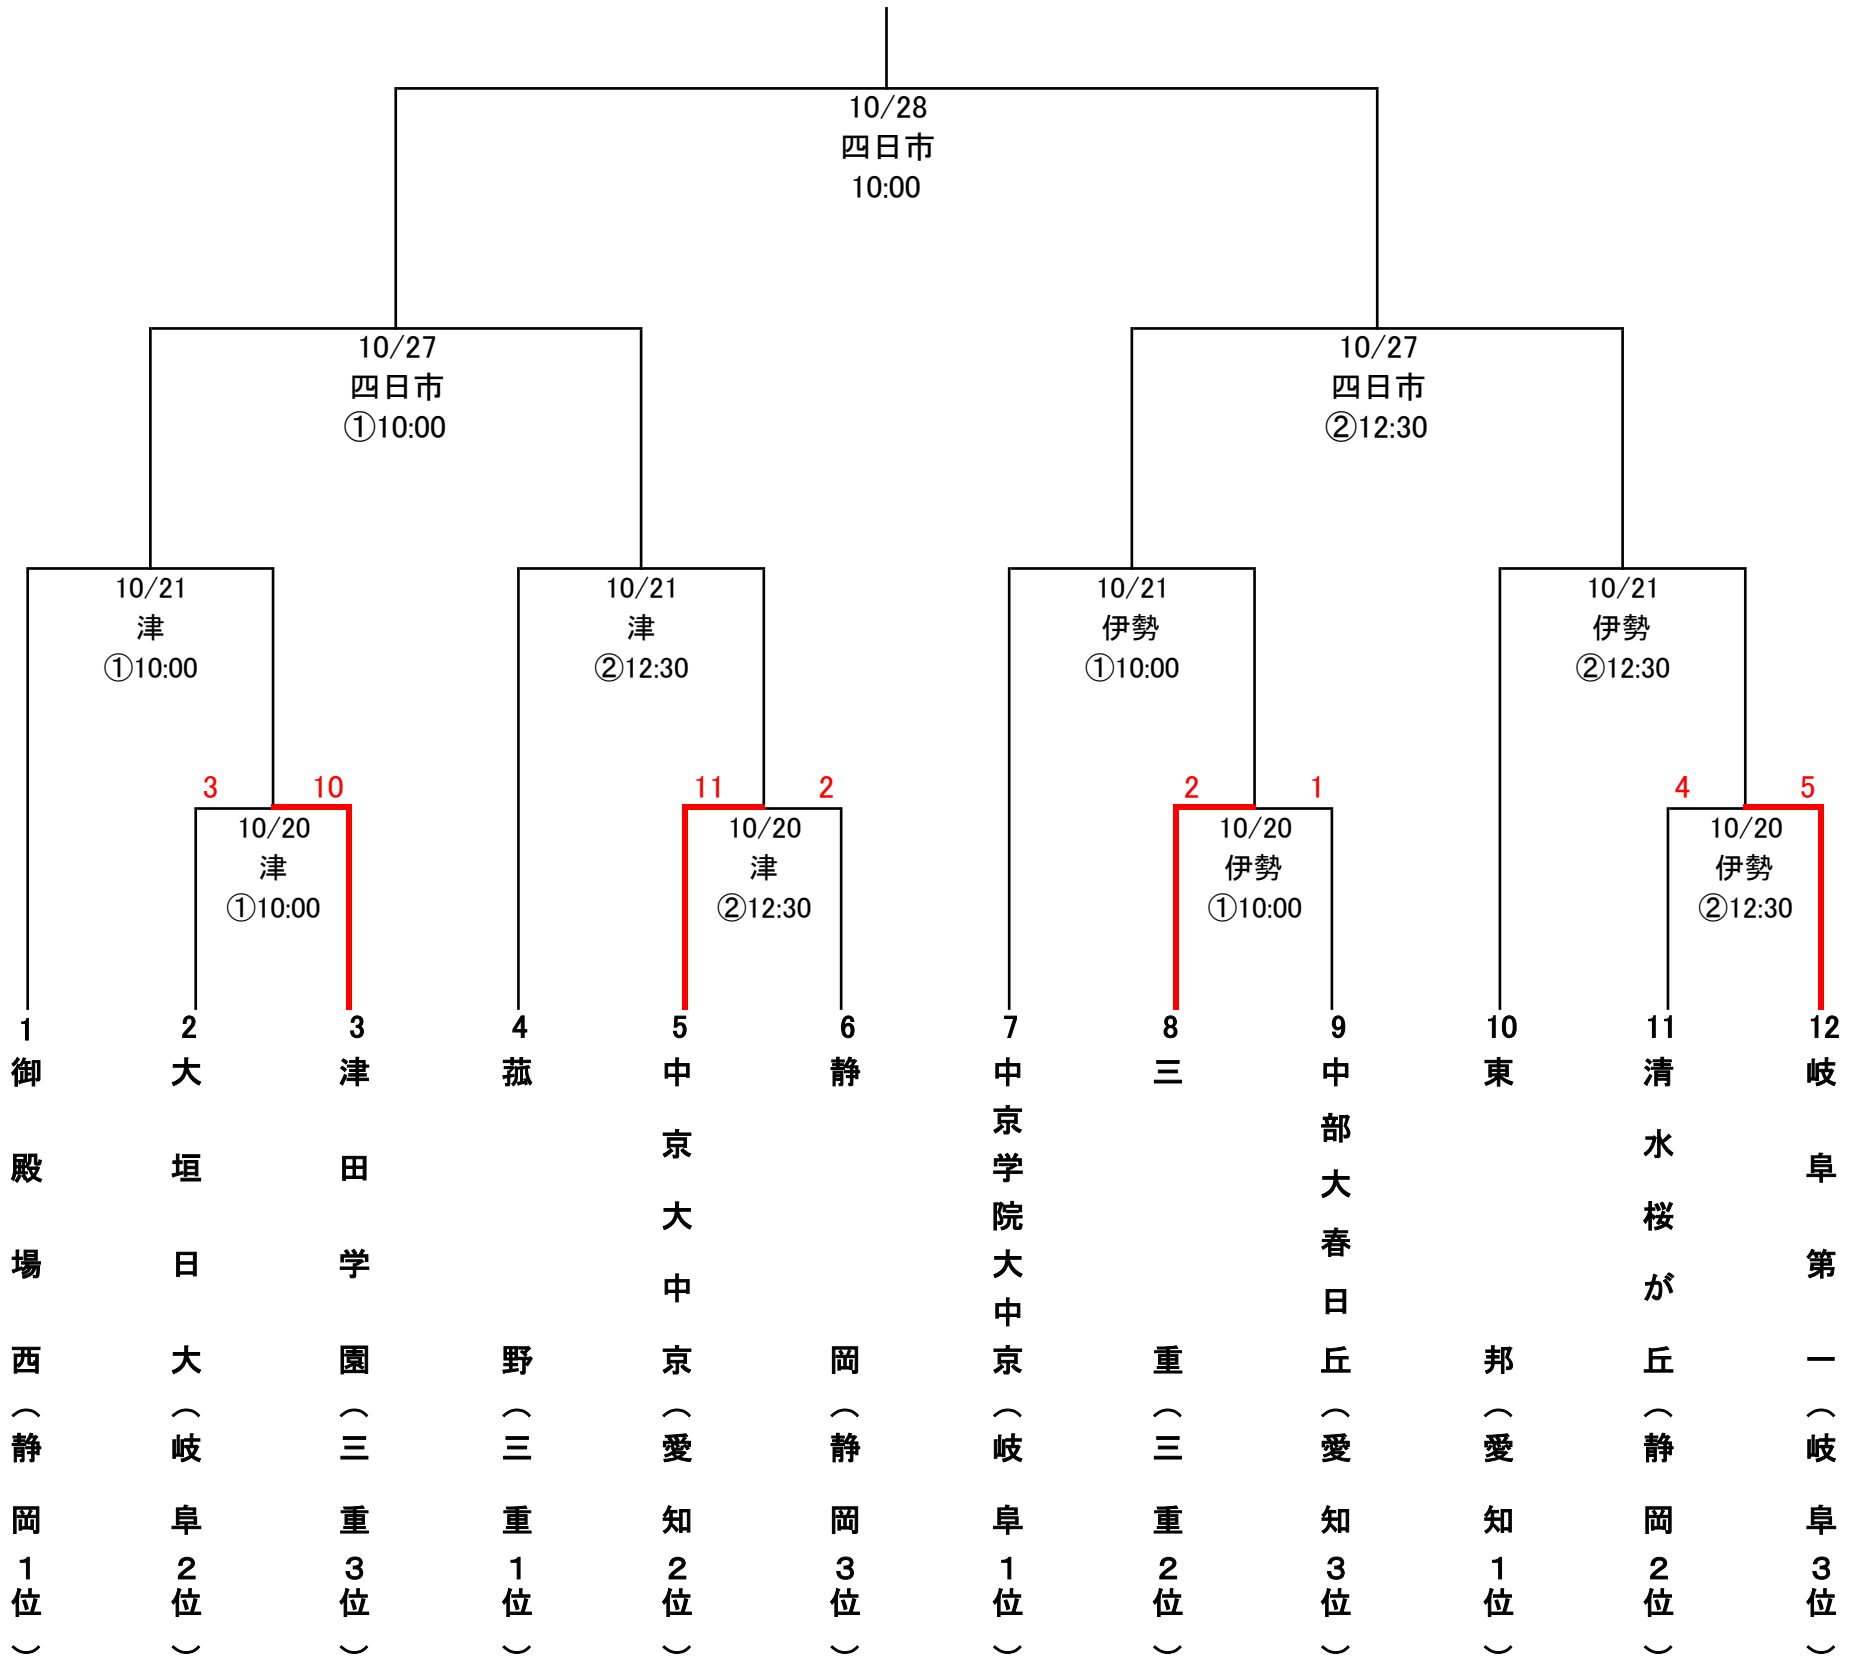 10/28
四日市
10:00
10/27
四日市
①10:00
10/27
四日市
②12:30
10/21
津
①10:00
10/21
津
②12:30
10/21
伊勢
①10:00
10/21
伊勢
②12:30
3
10
11
2
2
1
4
5
10/20
津
①10:00
10/20
津
②12:30
10/20
伊勢
①10:00
10/20
伊勢
②12:30
1
2
3
4
5
6
7
8
9
10
11
12
御殿場西(静岡1位)
大垣日大(岐阜2位)
津田学園(三重3位)
菰野(三重1位)
中京大中京(愛知2位)
静岡(静岡3位)
中京学院大中京(岐阜1位)
三重(三重2位)
中部大春日丘(愛知3位)
東邦(愛知1位)
清水桜が丘(静岡2位)
岐阜第一(岐阜3位)